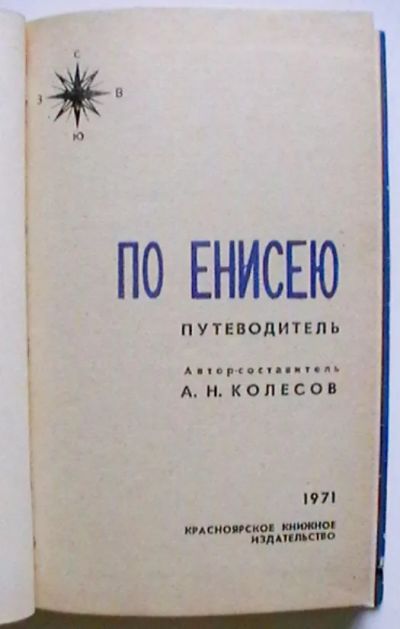 С
З В
Ю
ПО ЕНИСЕЮ
ПУТЕВОДИТЕЛЬ
Автор-составитель
А. Н. КОЛЕСОВ
1971
КРАСНОЯРСКОЕ КНИЖНОЕ
ИЗДАТЕЛЬСТВО